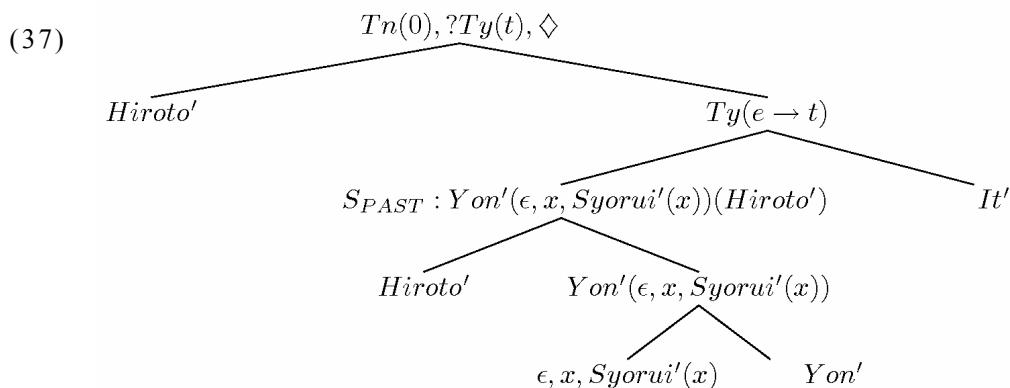 (37) Tn(0), ?Ty(t), ◇
Hiroto′ Ty(e → t)
S_PAST : Yon′(ϵ, x, Syorui′(x))(Hiroto′) It′
Hiroto′ Yon′(ϵ, x, Syorui′(x))
ϵ, x, Syorui′(x) Yon′